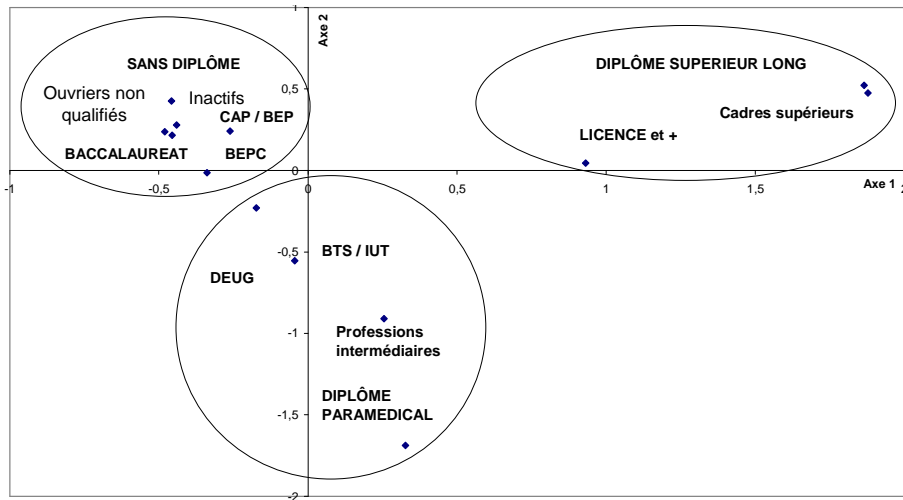 1
Axe 2
SANS DIPLÔME
DIPLÔME SUPERIEUR LONG
0,5
Ouvriers non
qualifiés
Inactifs
CAP / BEP
Cadres supérieurs
BACCALAUREAT
BEPC
LICENCE et +
0
-1
-0,5
0
0,5
1
1,5
Axe 1
2
DEUG
BTS / IUT
-0,5
-1
Professions
intermédiaires
DIPLÔME
PARAMEDICAL
-1,5
-2